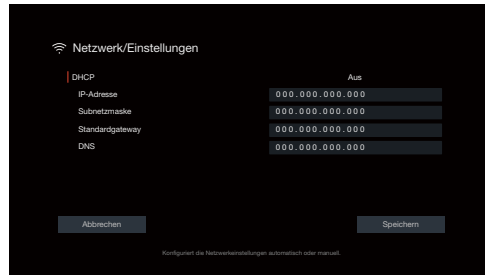 Netzwerk/Einstellungen
DHCP Aus
IP-Adresse 000.000.000.000
Subnetzmaske 000.000.000.000
Standardgateway 000.000.000.000
DNS 000.000.000.000
Abbrechen Speichern
Konfiguriert die Netzwerkeinstellungen automatisch oder manuell.